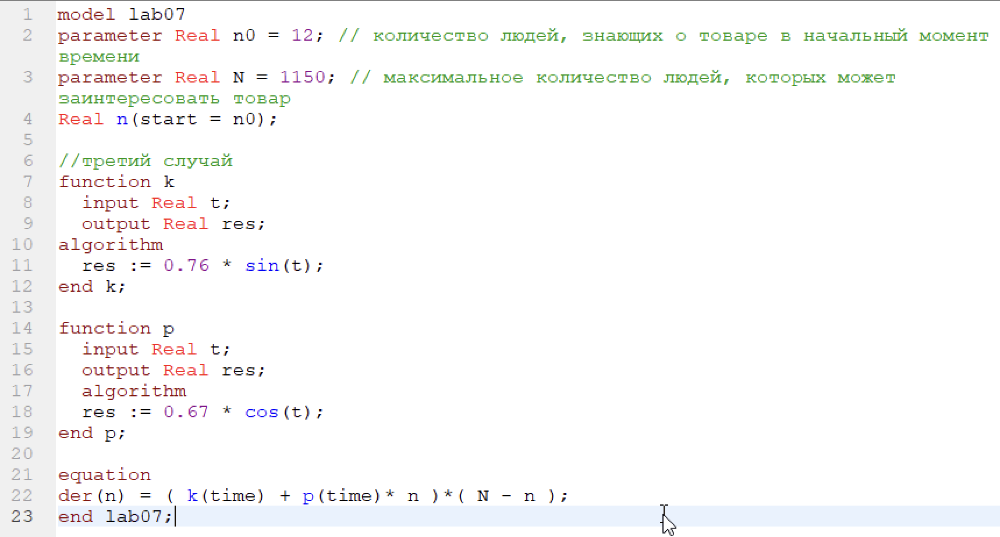 1 model lab07
2 parameter Real n0 = 12; // количество людей, знающих о товаре в начальный момент
времени
3 parameter Real N = 1150; // максимальное количество людей, которых может
заинтересовать товар
4 Real n(start = n0);
5
6 //третий случай
7 function k
8   input Real t;
9   output Real res;
10 algorithm
11   res := 0.76 * sin(t);
12 end k;
13
14 function p
15   input Real t;
16   output Real res;
17   algorithm
18   res := 0.67 * cos(t);
19 end p;
20
21 equation
22 der(n) = ( k(time) + p(time)* n )*( N - n );
23 end lab07;